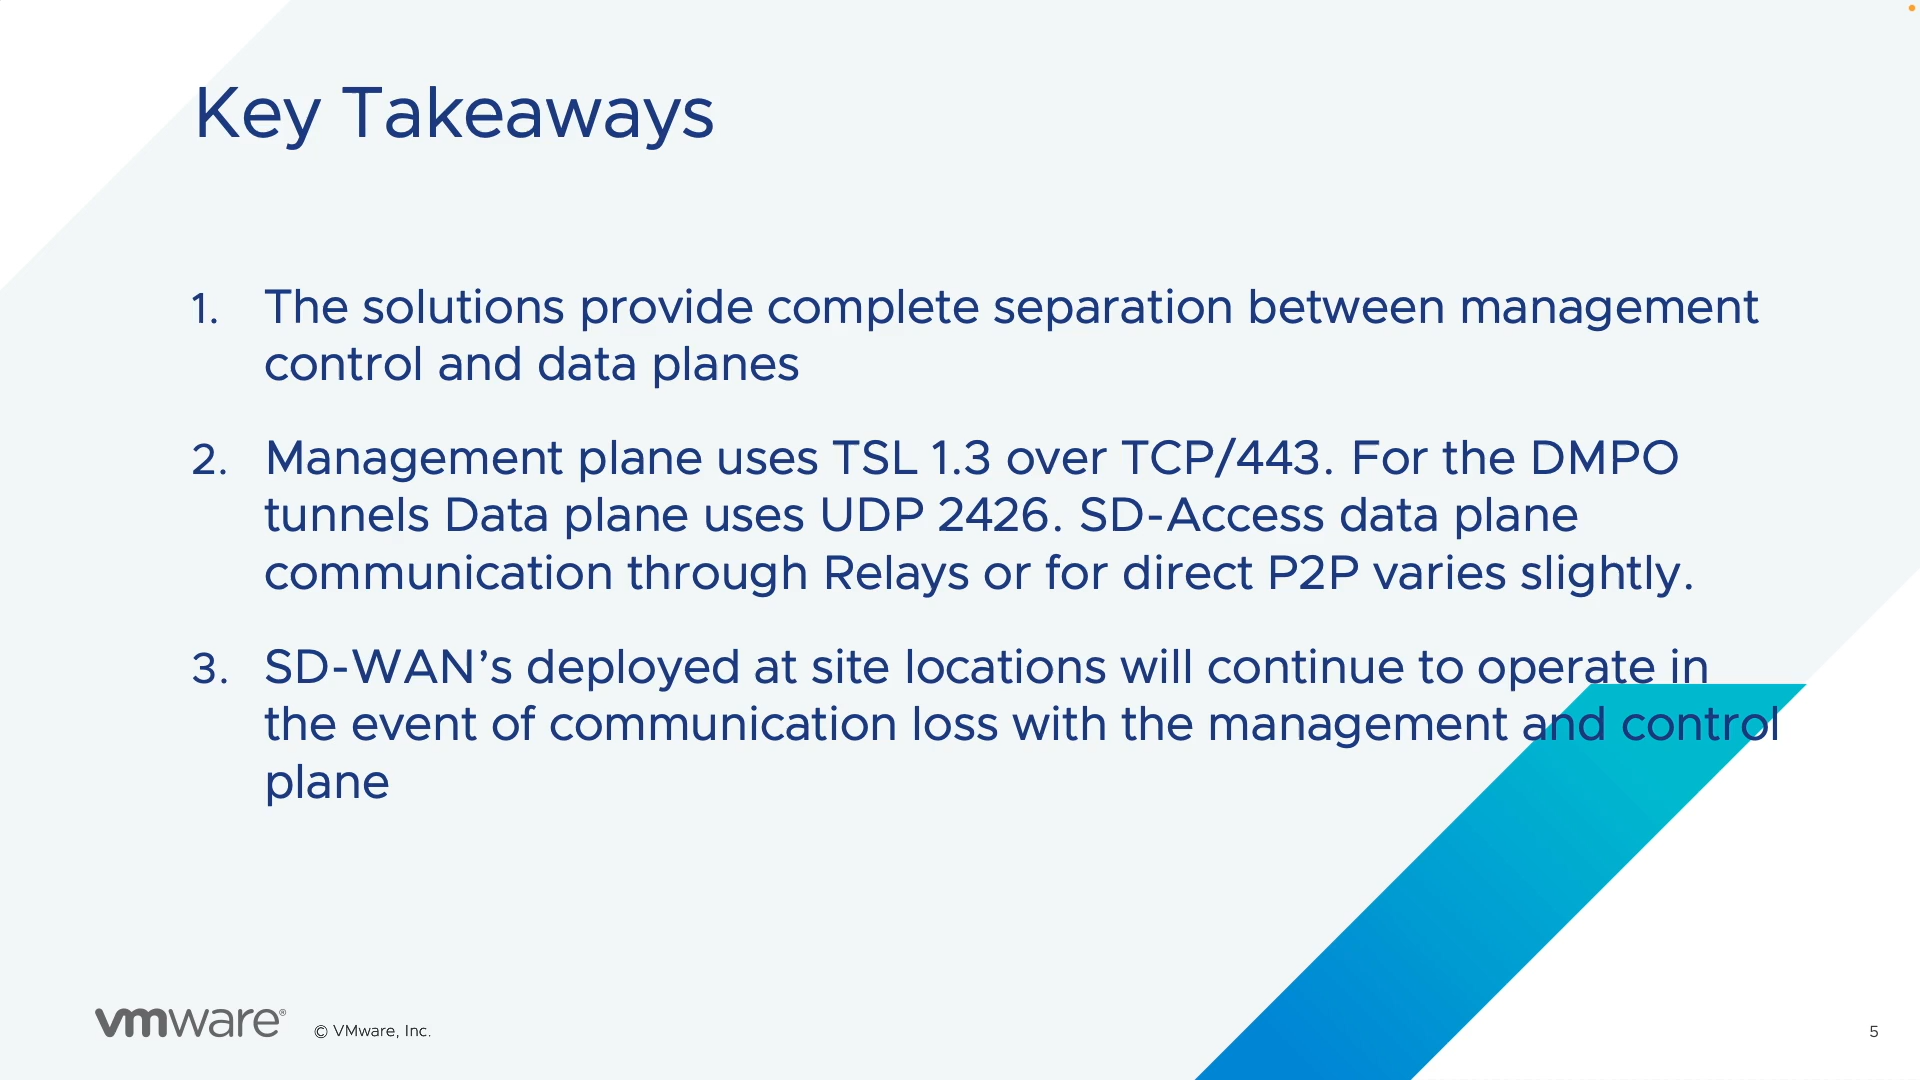 Key Takeaways
1. The solutions provide complete separation between management
control and data planes
2. Management plane uses TSL 1.3 over TCP/443. For the DMPO
tunnels Data plane uses UDP 2426. SD-Access data plane
communication through Relays or for direct P2P varies slightly.
3. SD-WAN’s deployed at site locations will continue to operate in
the event of communication loss with the management and control
plane
vmware® © VMware, Inc. 5